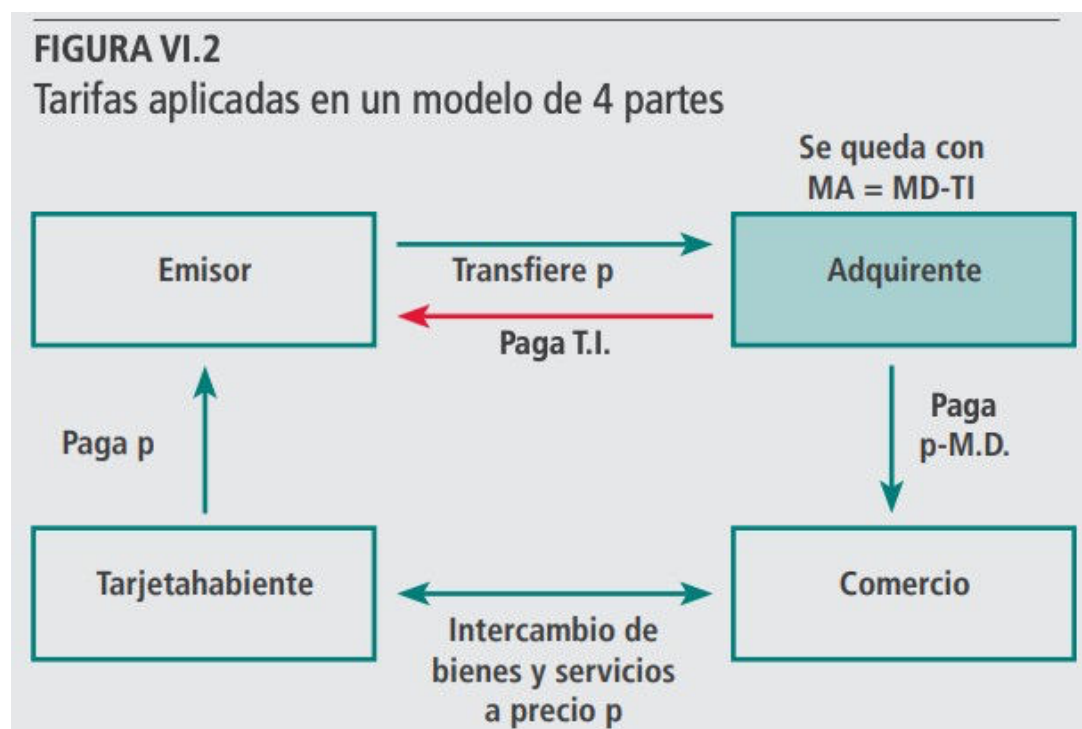 FIGURA VI.2
Tarifas aplicadas en un modelo de 4 partes
Se queda con
MA = MD-TI
Emisor
Transfiere p
Adquirente
Paga T.I.
Paga p
Paga
p-M.D.
Tarjetahabiente
Comercio
Intercambio de
bienes y servicios
a precio p